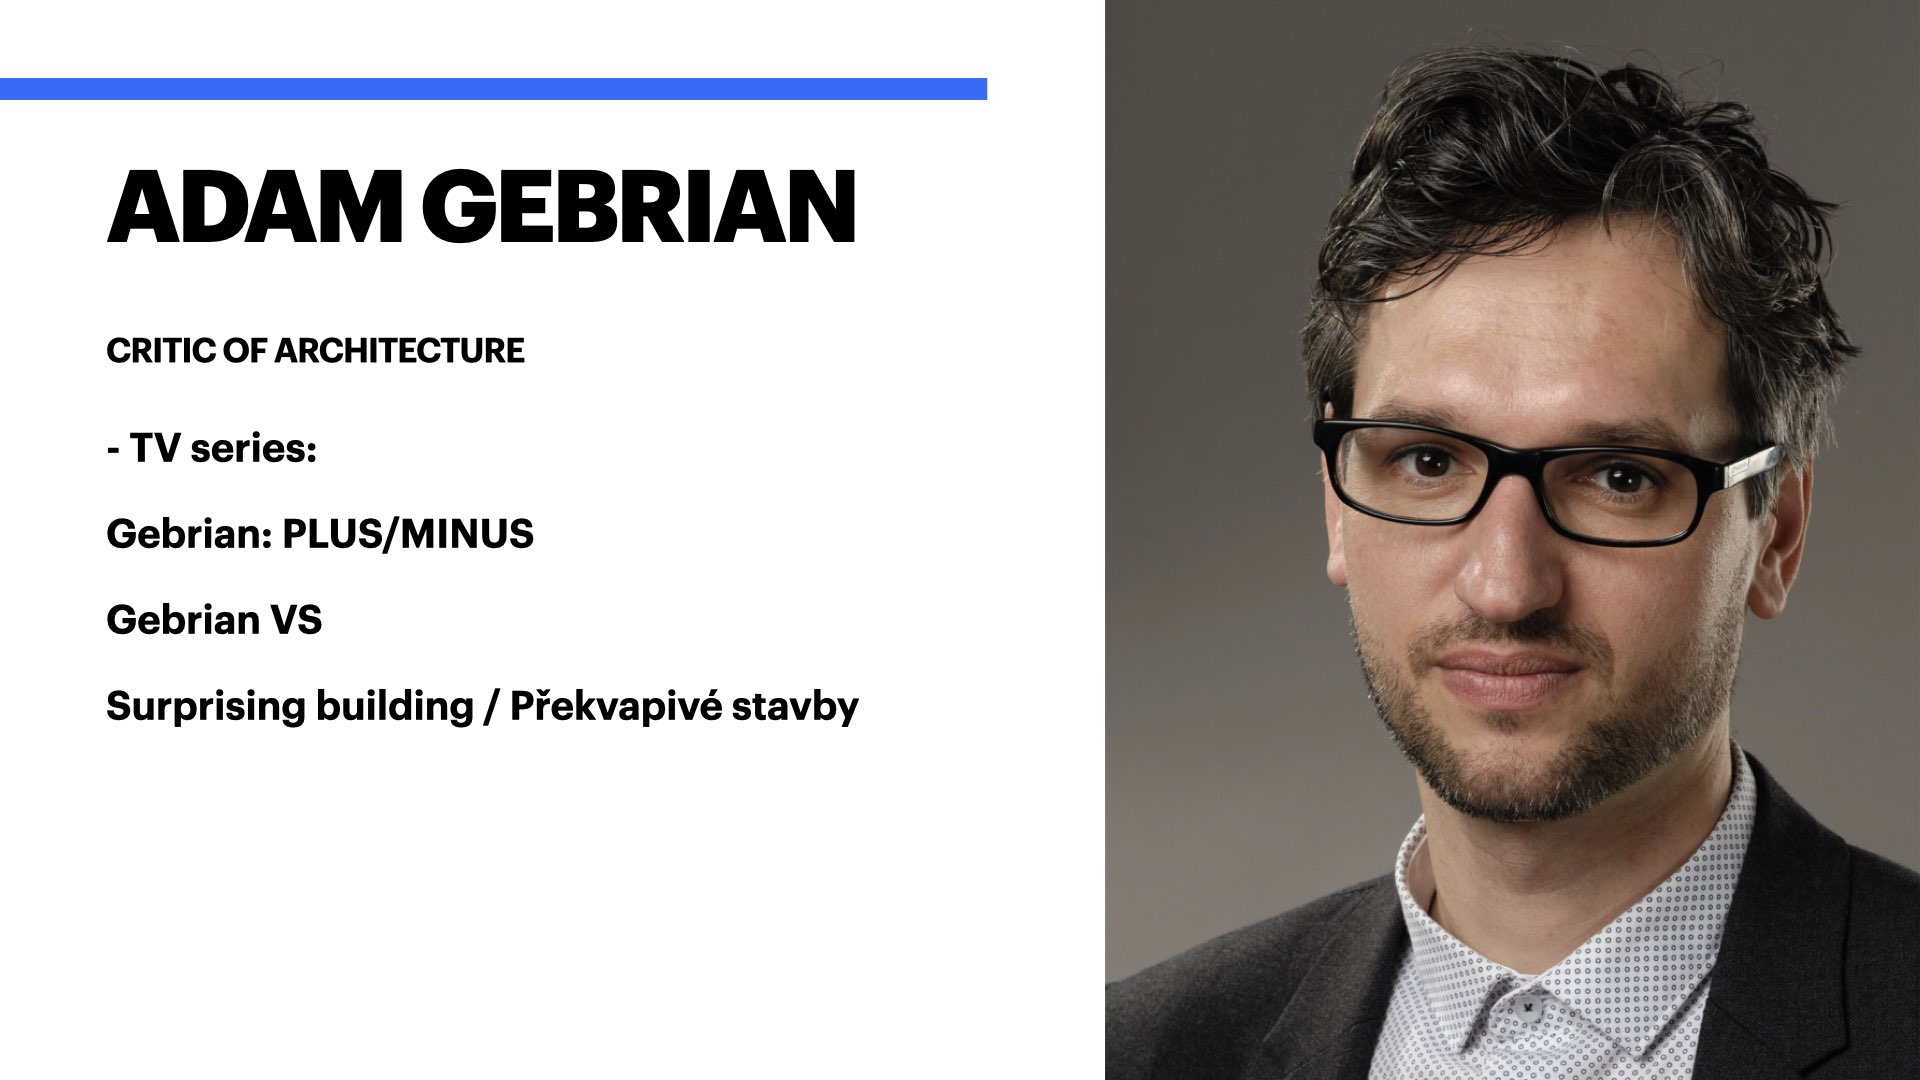 ADAM GEBRIAN
CRITIC OF ARCHITECTURE
- TV series:
Gebrian: PLUS/MINUS
Gebrian VS
Surprising building / Překvapivé stavby